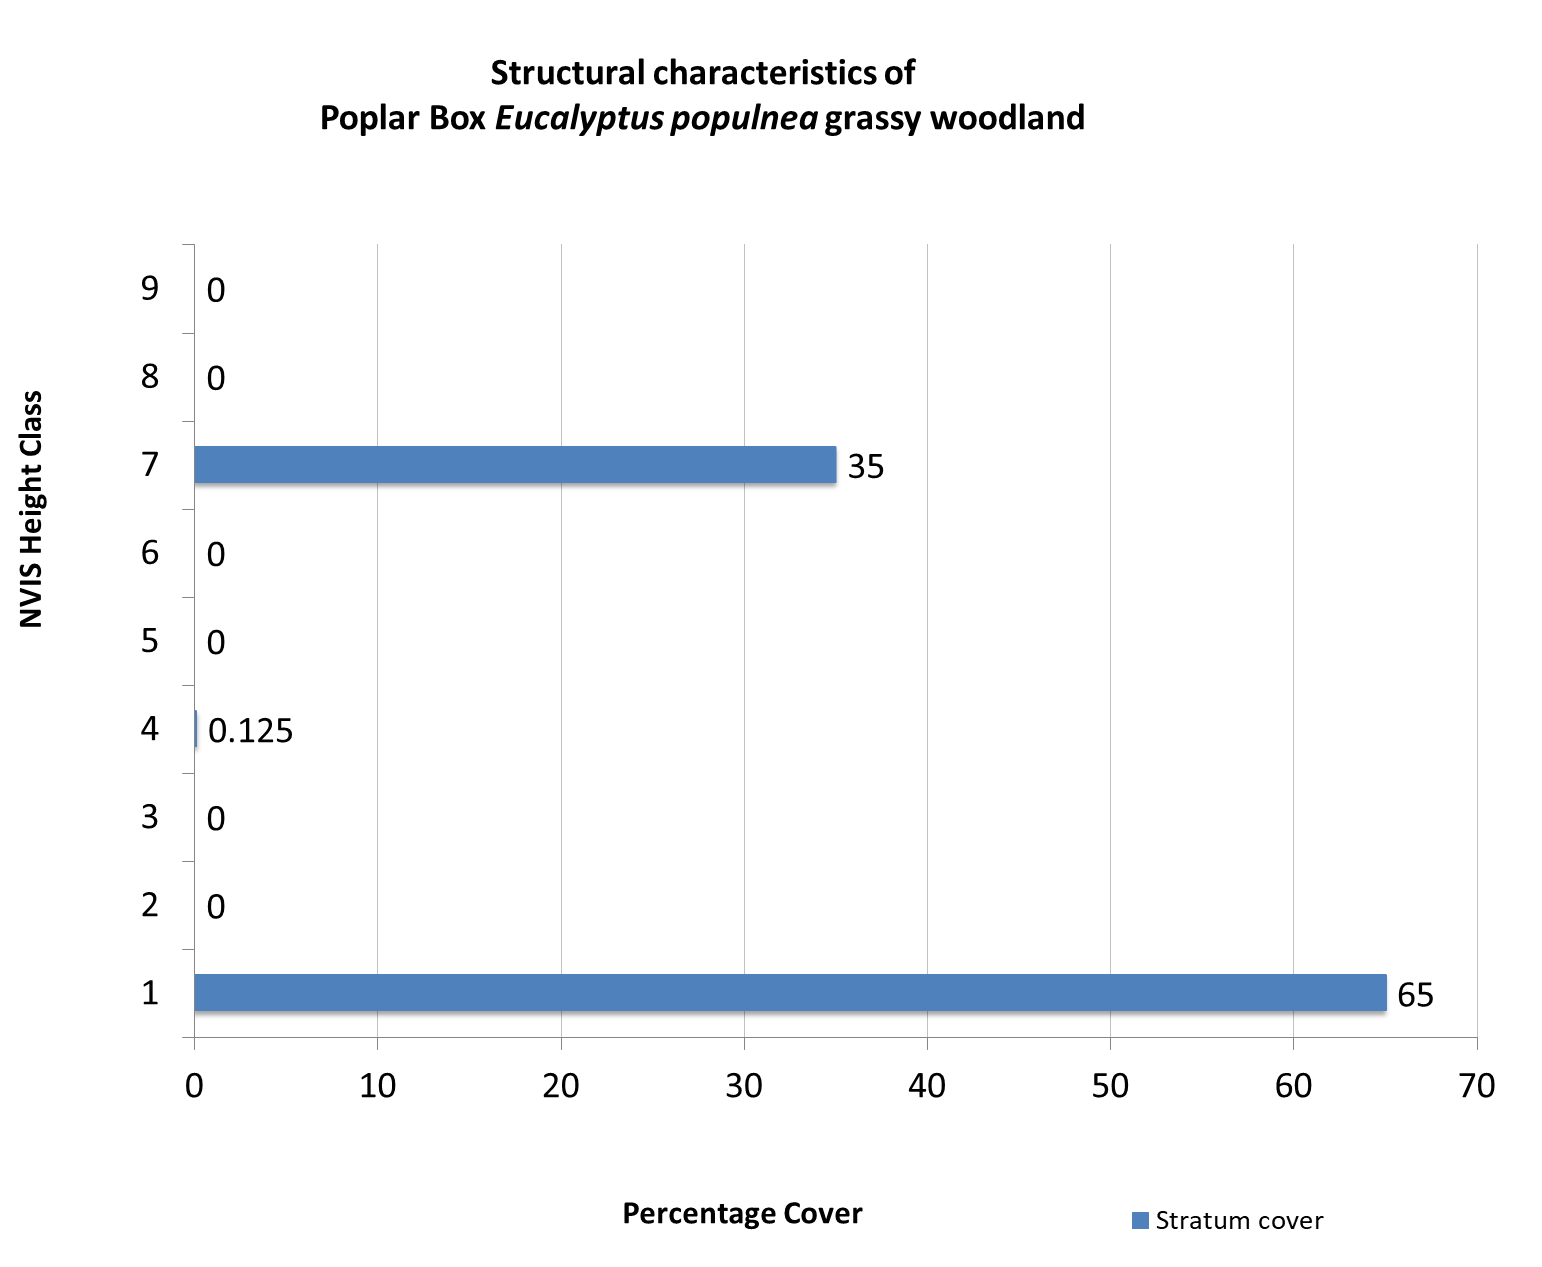 Structural characteristics of
Poplar Box Eucalyptus populnea grassy woodland
NVIS Height Class
9 0
8 0
7 35
6 0
5 0
4 0.125
3 0
2 0
1 65
0 10 20 30 40 50 60 70
Percentage Cover
Stratum cover